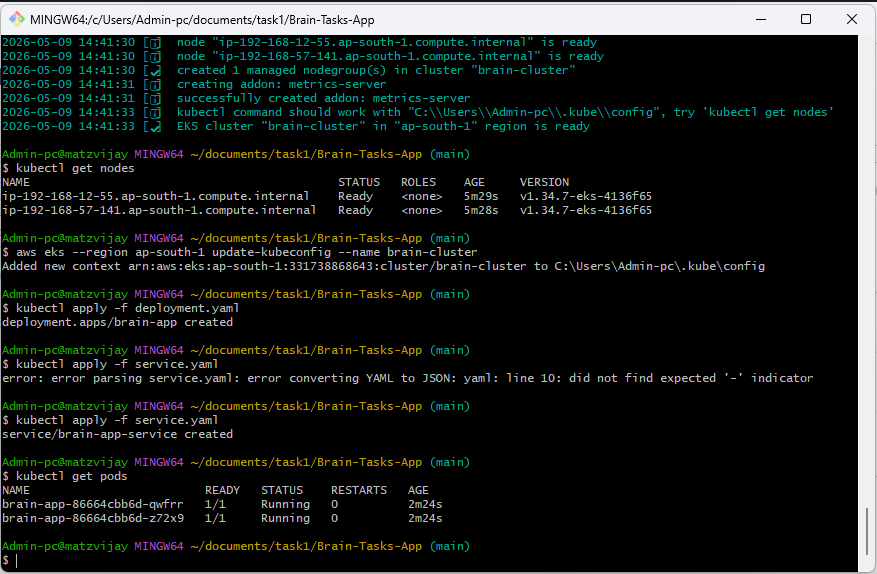 MINGW64:/c/Users/Admin-pc/documents/task1/Brain-Tasks-App
2026-05-09 14:41:30 [ℹ]  node "ip-192-168-12-55.ap-south-1.compute.internal" is ready
2026-05-09 14:41:30 [ℹ]  node "ip-192-168-57-141.ap-south-1.compute.internal" is ready
2026-05-09 14:41:30 [✔]  created 1 managed nodegroup(s) in cluster "brain-cluster"
2026-05-09 14:41:31 [ℹ]  creating addon: metrics-server
2026-05-09 14:41:31 [ℹ]  successfully created addon: metrics-server
2026-05-09 14:41:33 [ℹ]  kubectl command should work with "C:\\Users\\Admin-pc\\.kube\\config", try 'kubectl get nodes'
2026-05-09 14:41:33 [✔]  EKS cluster "brain-cluster" in "ap-south-1" region is ready
Admin-pc@matzvijay MINGW64 ~/documents/task1/Brain-Tasks-App (main)
$ kubectl get nodes
NAME                                            STATUS   ROLES    AGE     VERSION
ip-192-168-12-55.ap-south-1.compute.internal    Ready    <none>   5m29s   v1.34.7-eks-4136f65
ip-192-168-57-141.ap-south-1.compute.internal   Ready    <none>   5m28s   v1.34.7-eks-4136f65
Admin-pc@matzvijay MINGW64 ~/documents/task1/Brain-Tasks-App (main)
$ aws eks --region ap-south-1 update-kubeconfig --name brain-cluster
Added new context arn:aws:eks:ap-south-1:331738868643:cluster/brain-cluster to C:\Users\Admin-pc\.kube\config
Admin-pc@matzvijay MINGW64 ~/documents/task1/Brain-Tasks-App (main)
$ kubectl apply -f deployment.yaml
deployment.apps/brain-app created
Admin-pc@matzvijay MINGW64 ~/documents/task1/Brain-Tasks-App (main)
$ kubectl apply -f service.yaml
error: error parsing service.yaml: error converting YAML to JSON: yaml: line 10: did not find expected '-' indicator
Admin-pc@matzvijay MINGW64 ~/documents/task1/Brain-Tasks-App (main)
$ kubectl apply -f service.yaml
service/brain-app-service created
Admin-pc@matzvijay MINGW64 ~/documents/task1/Brain-Tasks-App (main)
$ kubectl get pods
NAME                         READY   STATUS    RESTARTS   AGE
brain-app-86664cbb6d-qwfrr   1/1     Running   0          2m24s
brain-app-86664cbb6d-z72x9   1/1     Running   0          2m24s
Admin-pc@matzvijay MINGW64 ~/documents/task1/Brain-Tasks-App (main)
$